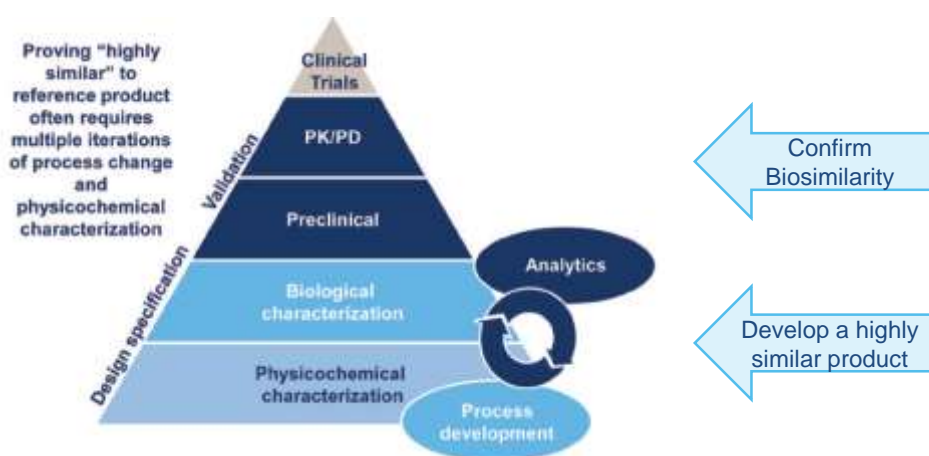 Proving "highly
similar" to
reference product
often requires
multiple iterations
of process change
and
physicochemical
characterization
Clinical
Trials
PK/PD
Preclinical
Biological
characterization
Physicochemical
characterization
Validation
Design specification
Analytics
Process
development
Confirm
Biosimilarity
Develop a highly
similar product